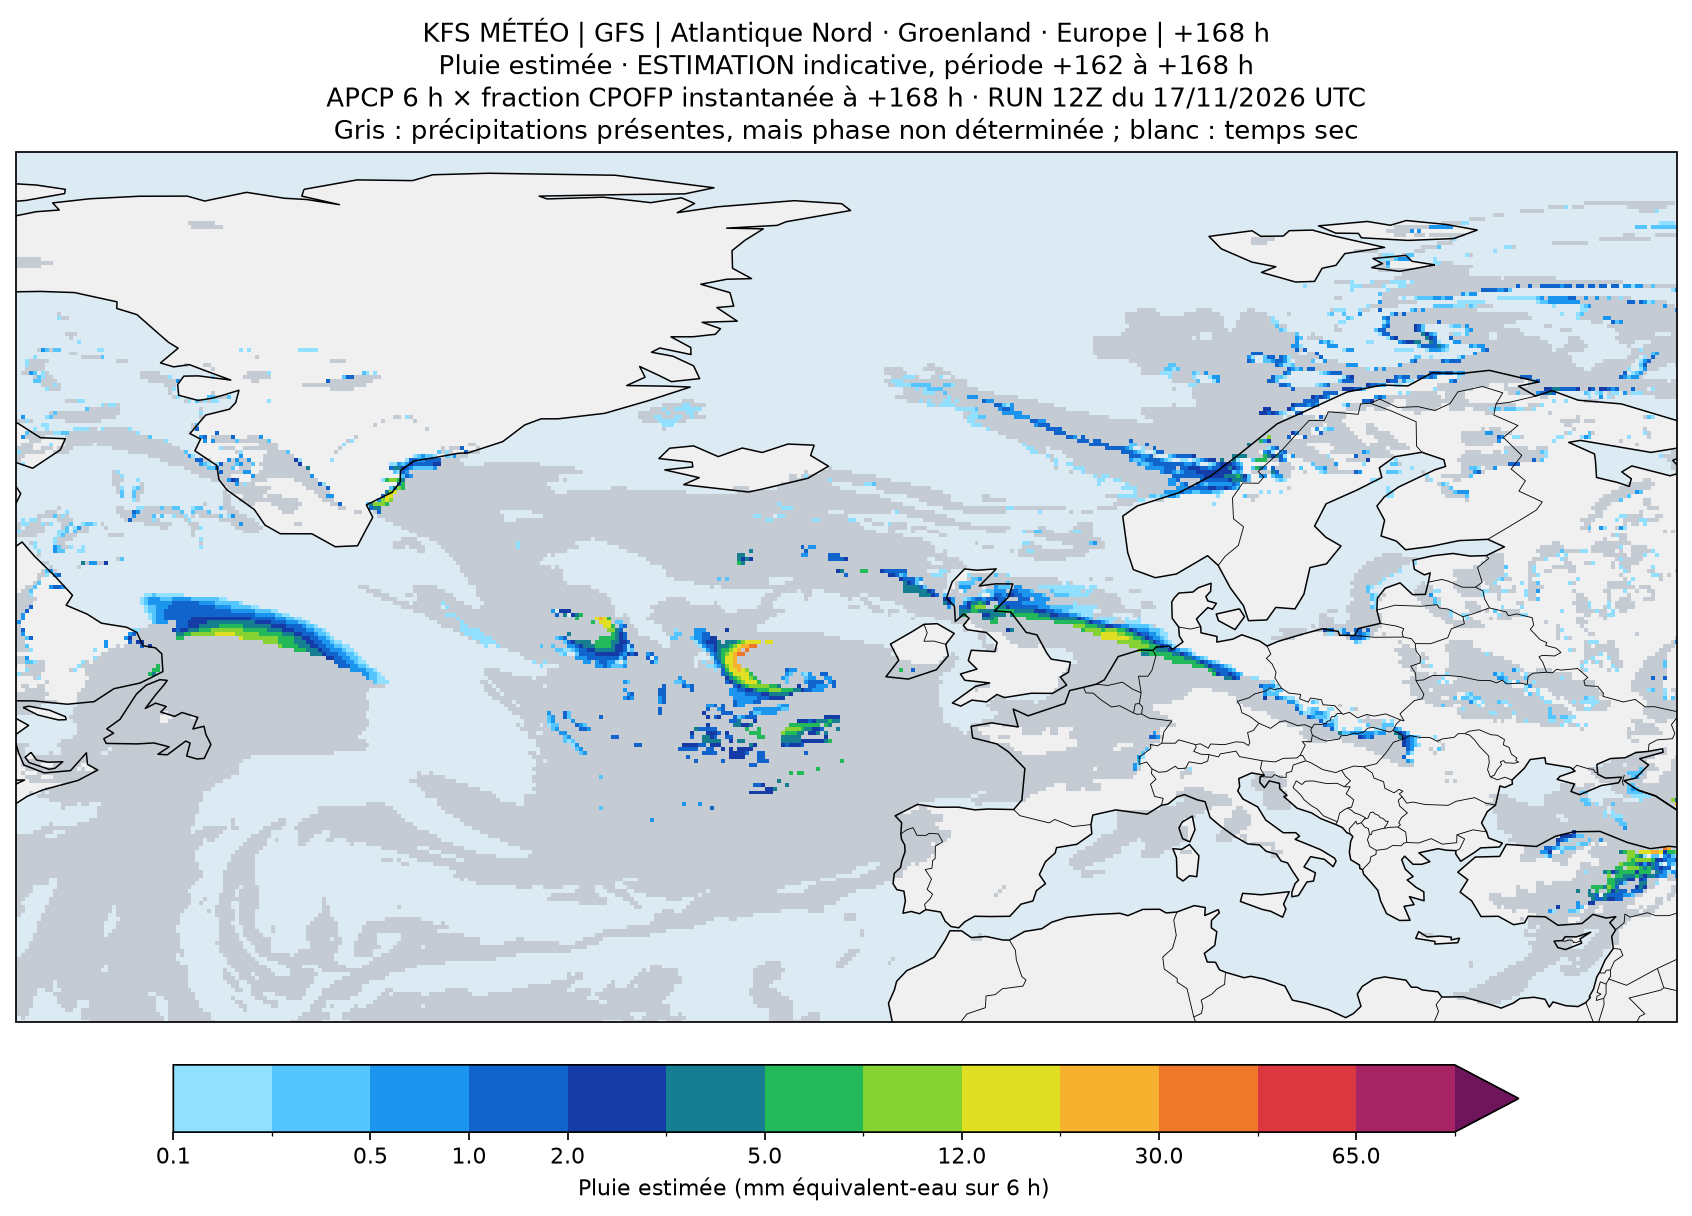 KFS MÉTÉO | GFS | Atlantique Nord · Groenland · Europe | +168 h
Pluie estimée · ESTIMATION indicative, période +162 à +168 h
APCP 6 h × fraction CPOFP instantanée à +168 h · RUN 12Z du 17/11/2026 UTC
Gris : précipitations présentes, mais phase non déterminée ; blanc : temps sec
0.1 0.5 1.0 2.0 5.0 12.0 30.0 65.0
Pluie estimée (mm équivalent-eau sur 6 h)